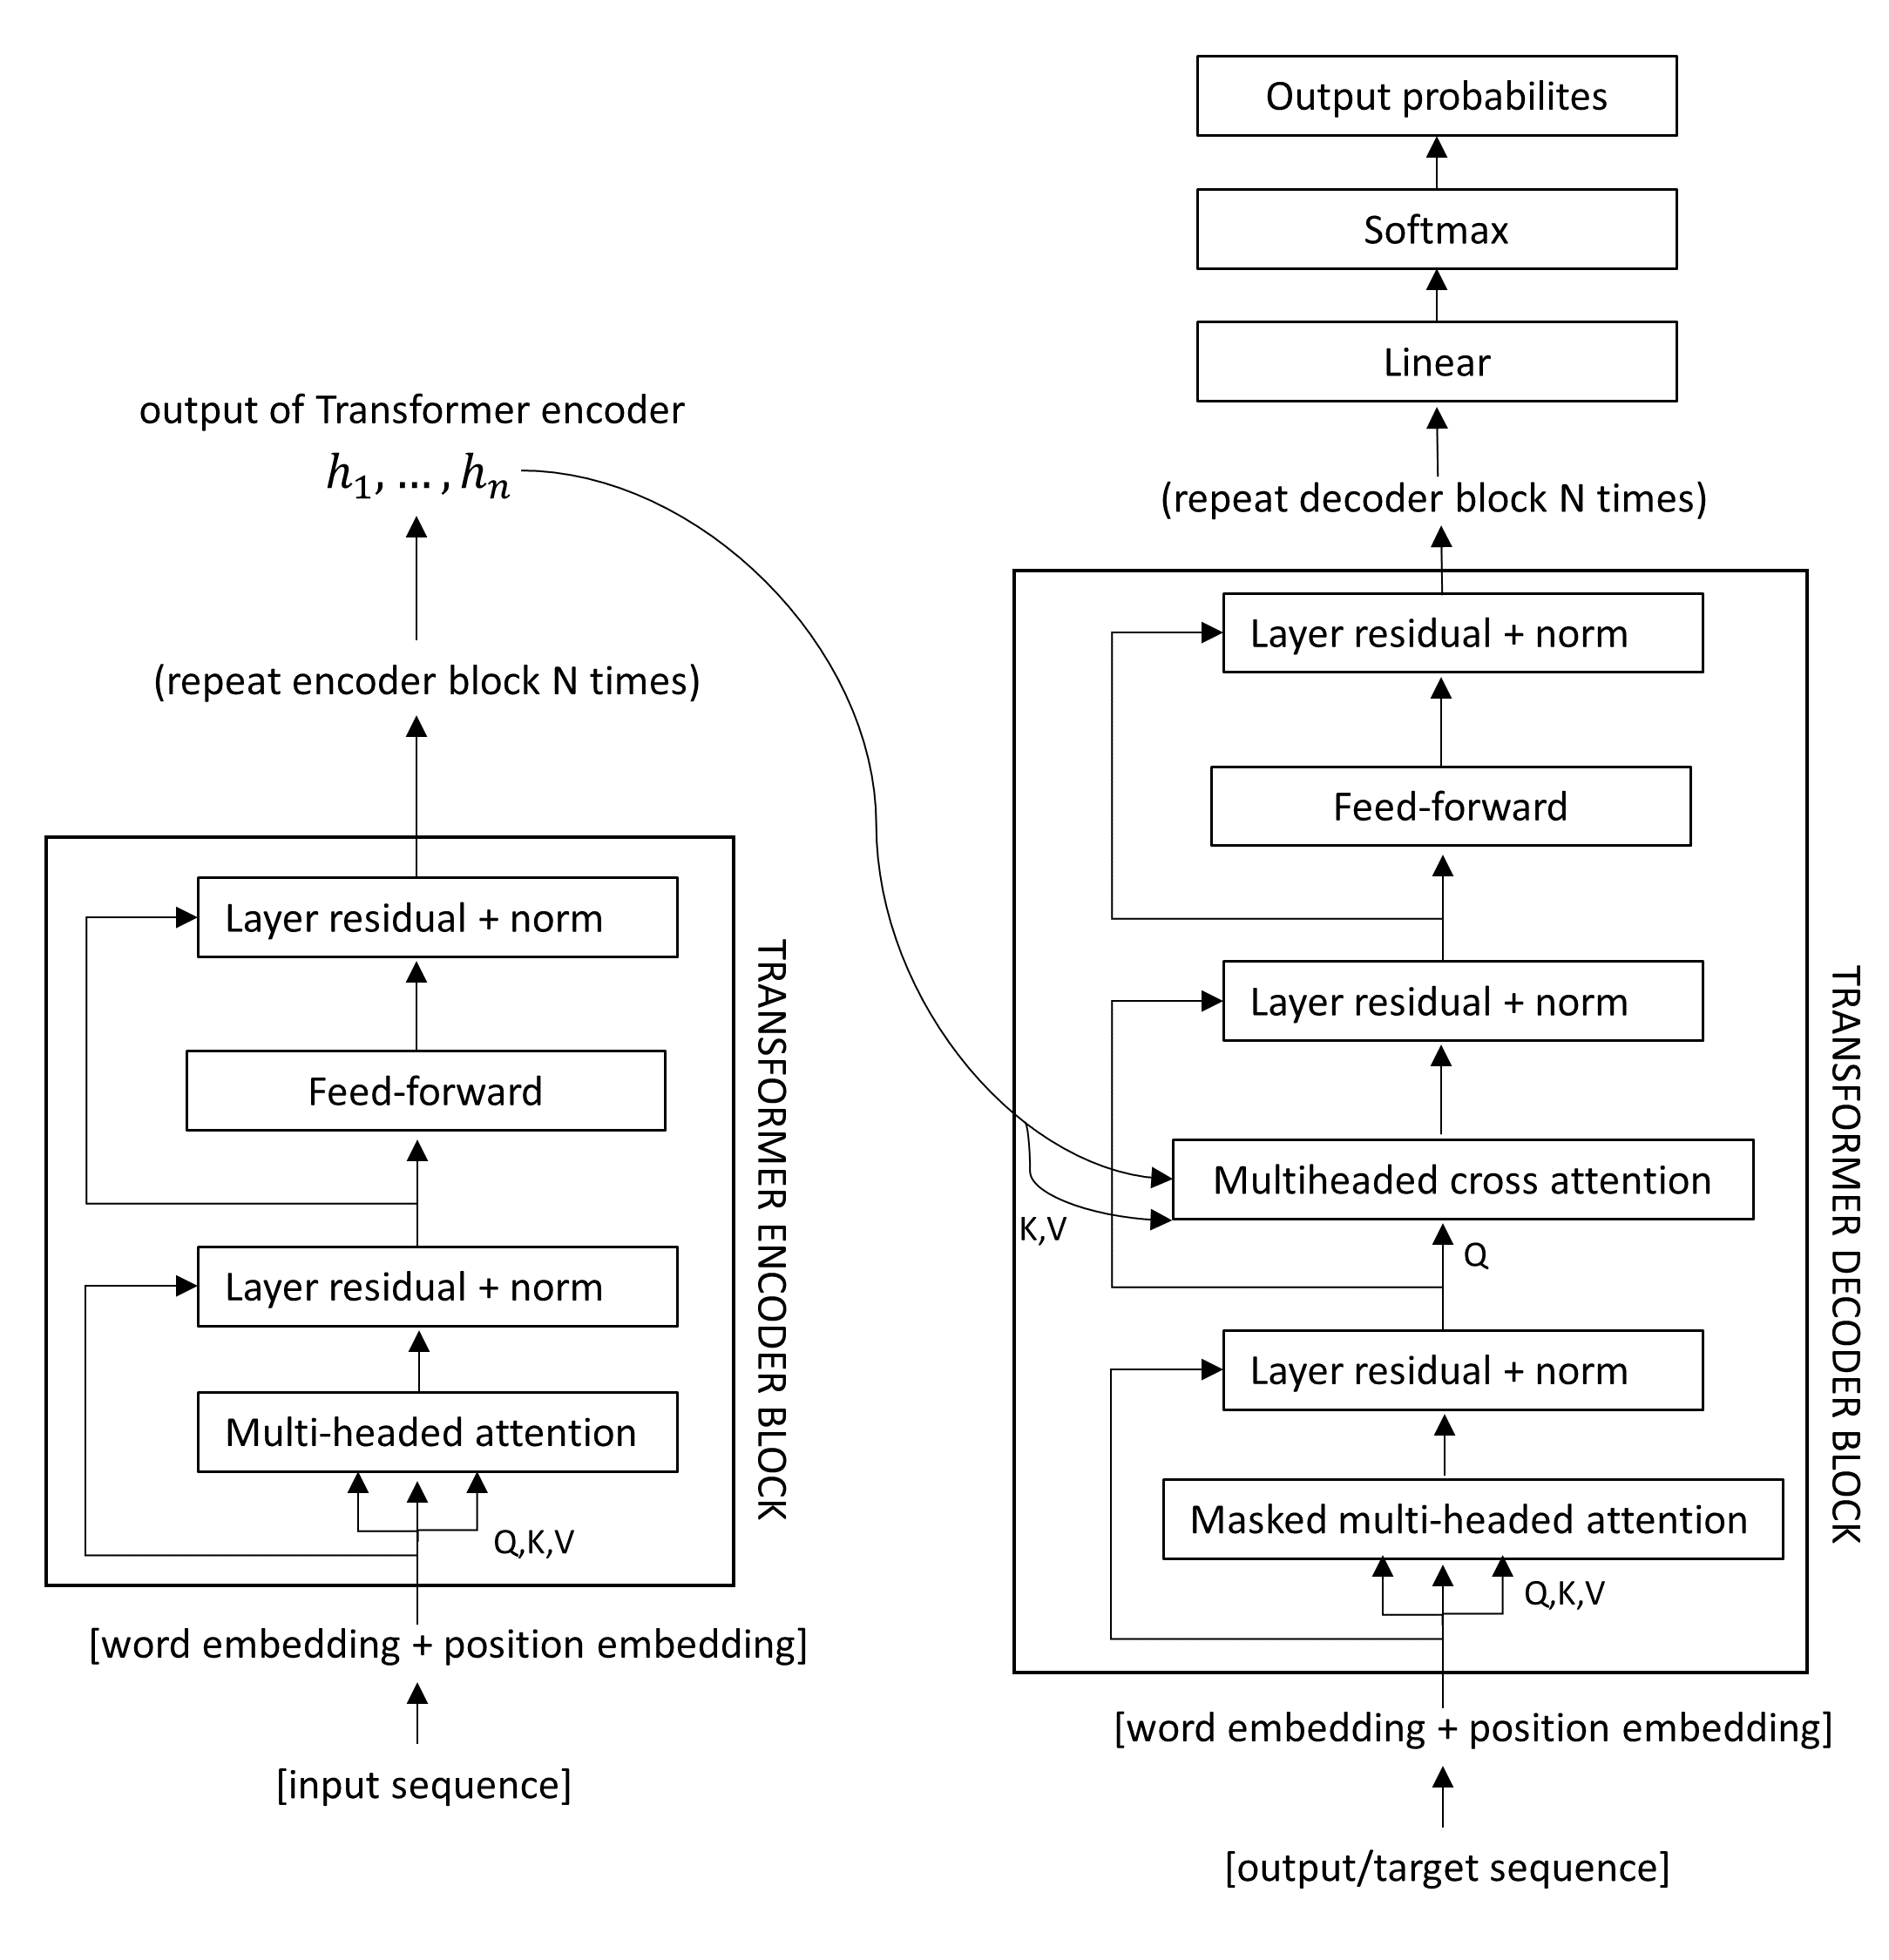 output of Transformer encoder
h1, … , hn
(repeat encoder block N times)
Layer residual + norm
Feed-forward
Layer residual + norm
Multi-headed attention
Q,K,V
TRANSFORMER ENCODER BLOCK
[word embedding + position embedding]
[input sequence]
Output probabilites
Softmax
Linear
(repeat decoder block N times)
Layer residual + norm
Feed-forward
Layer residual + norm
Multiheaded cross attention
K,V
Q
Layer residual + norm
Masked multi-headed attention
Q,K,V
TRANSFORMER DECODER BLOCK
[word embedding + position embedding]
[output/target sequence]